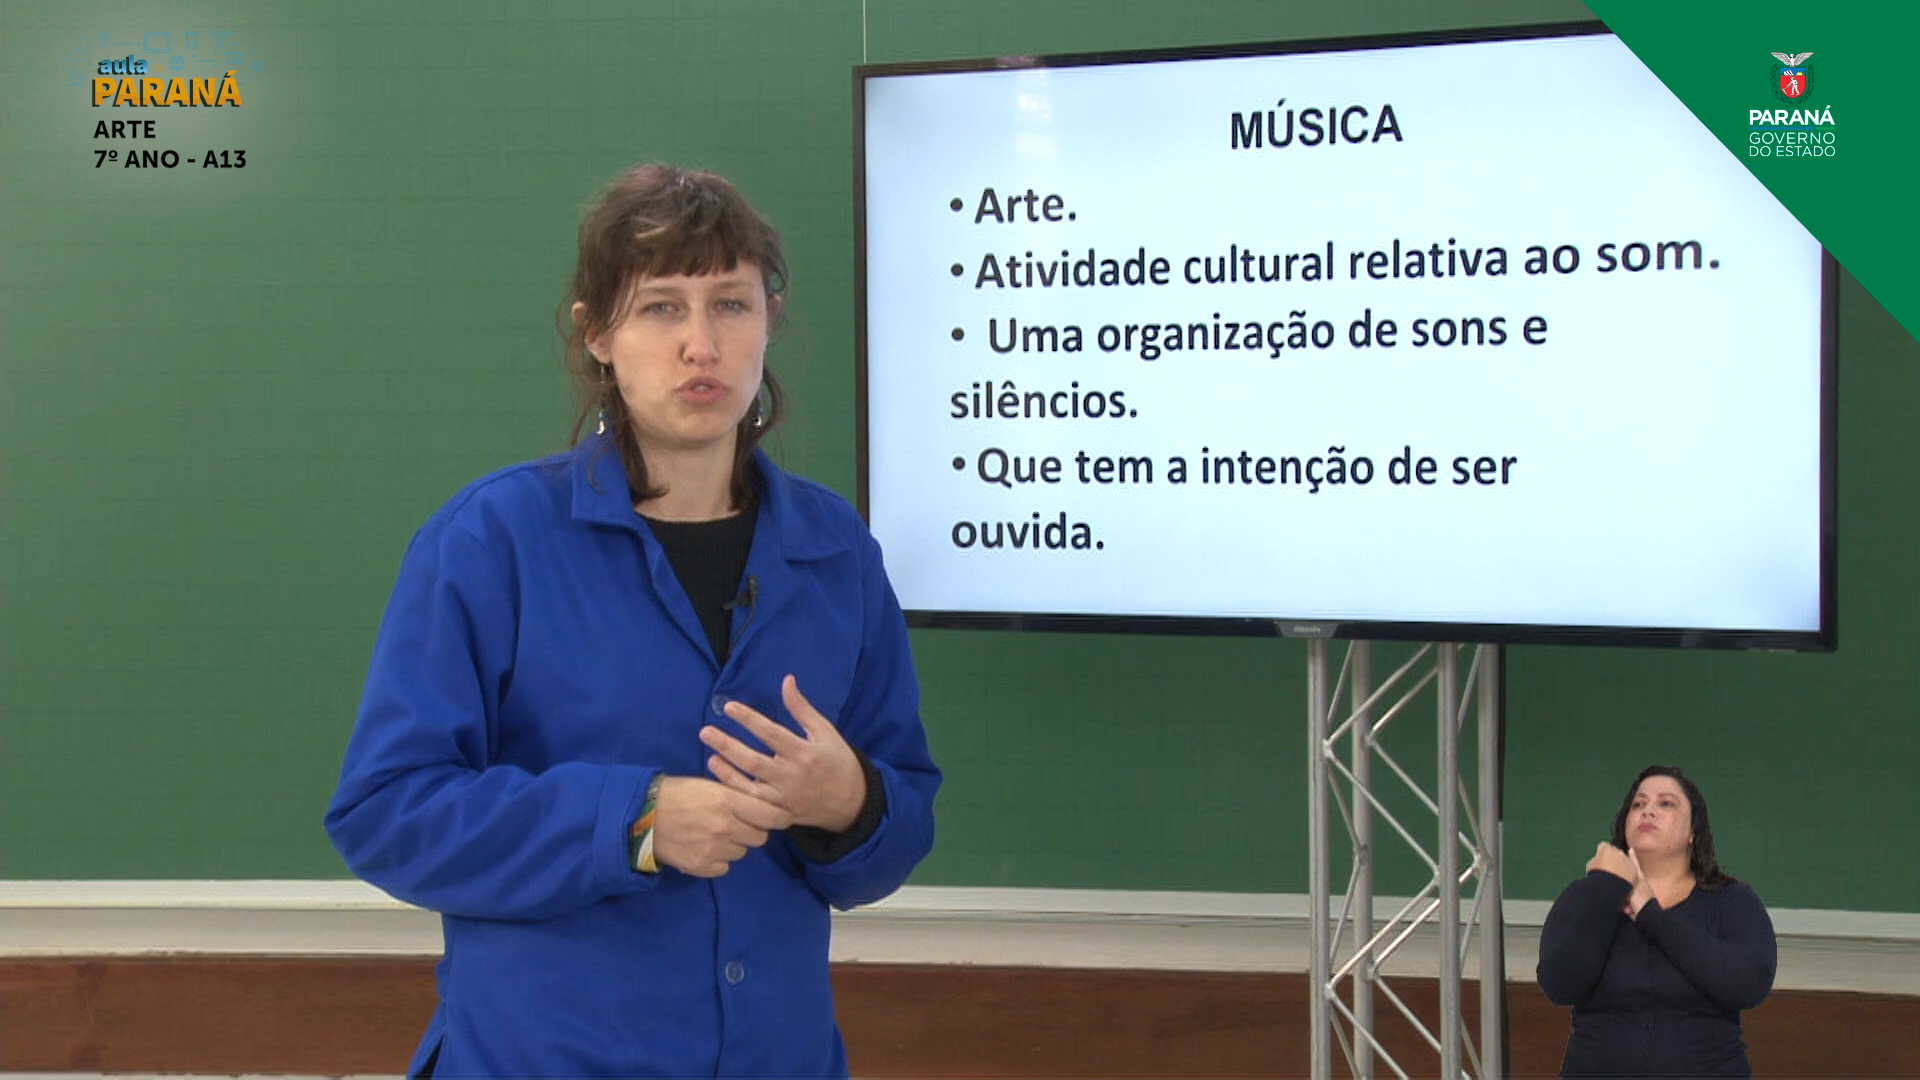 aula
PARANÁ
ARTE
7º ANO - A13
MÚSICA
• Arte.
• Atividade cultural relativa ao som.
• Uma organização de sons e
silêncios.
• Que tem a intenção de ser
ouvida.
PARANÁ
GOVERNO
DO ESTADO